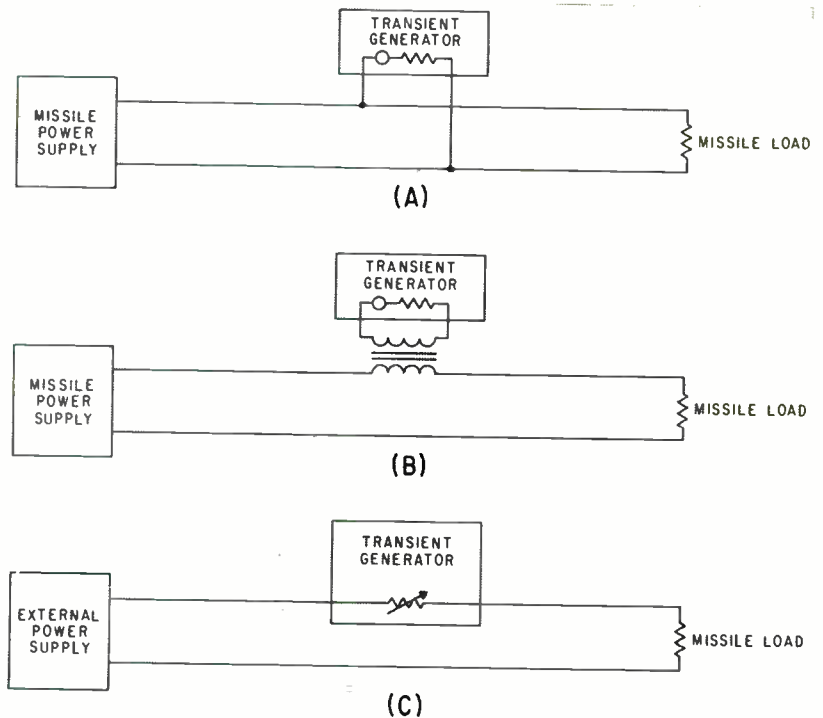 TRANSIENT
GENERATOR
MISSILE
POWER
SUPPLY
MISSILE LOAD
(A)
TRANSIENT
GENERATOR
MISSILE
POWER
SUPPLY
MISSILE LOAD
(B)
TRANSIENT
GENERATOR
EXTERNAL
POWER
SUPPLY
MISSILE LOAD
(C)